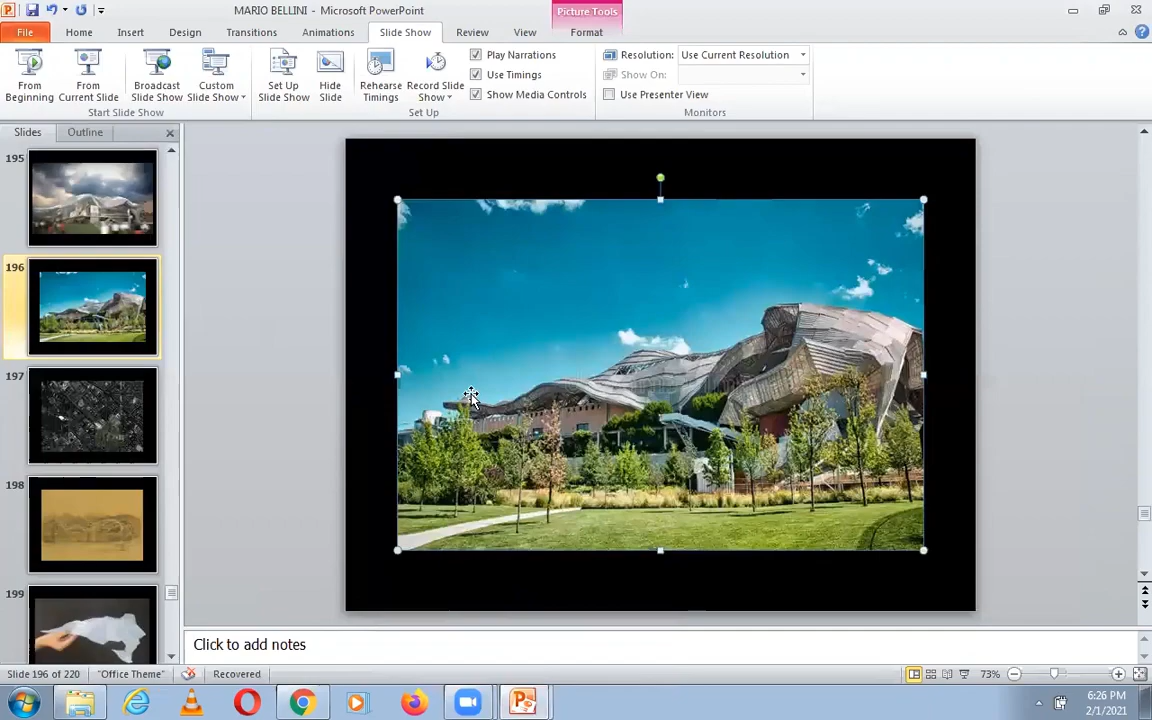 MARIO BELLINI - Microsoft PowerPoint
Picture Tools
File Home Insert Design Transitions Animations Slide Show Review View Format
From Beginning
From Current Slide
Broadcast Slide Show
Custom Slide Show
Start Slide Show
Set Up Slide Show
Hide Slide
Rehearse Timings
Record Slide Show
Play Narrations
Use Timings
Show Media Controls
Set Up
Resolution: Use Current Resolution
Show On:
Use Presenter View
Monitors
Slides Outline
195
196
197
198
199
Click to add notes
Slide 196 of 220 "Office Theme" Recovered 73%
6:26 PM
2/1/2021